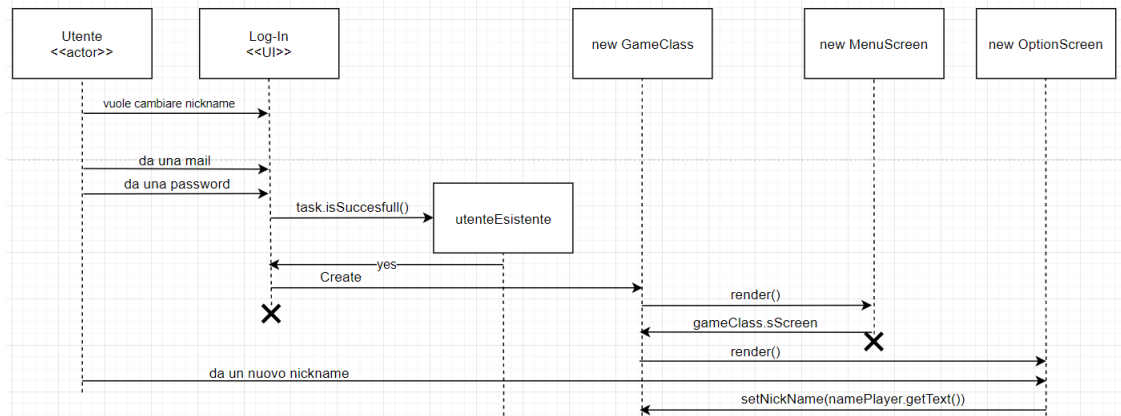 Utente
<<actor>>
Log-In
<<UI>>
new GameClass
new MenuScreen
new OptionScreen
vuole cambiare nickname
da una mail
da una password
task.isSuccesfull()
utenteEsistente
yes
Create
render()
gameClass.sScreen
render()
da un nuovo nickname
setNickName(namePlayer.getText())